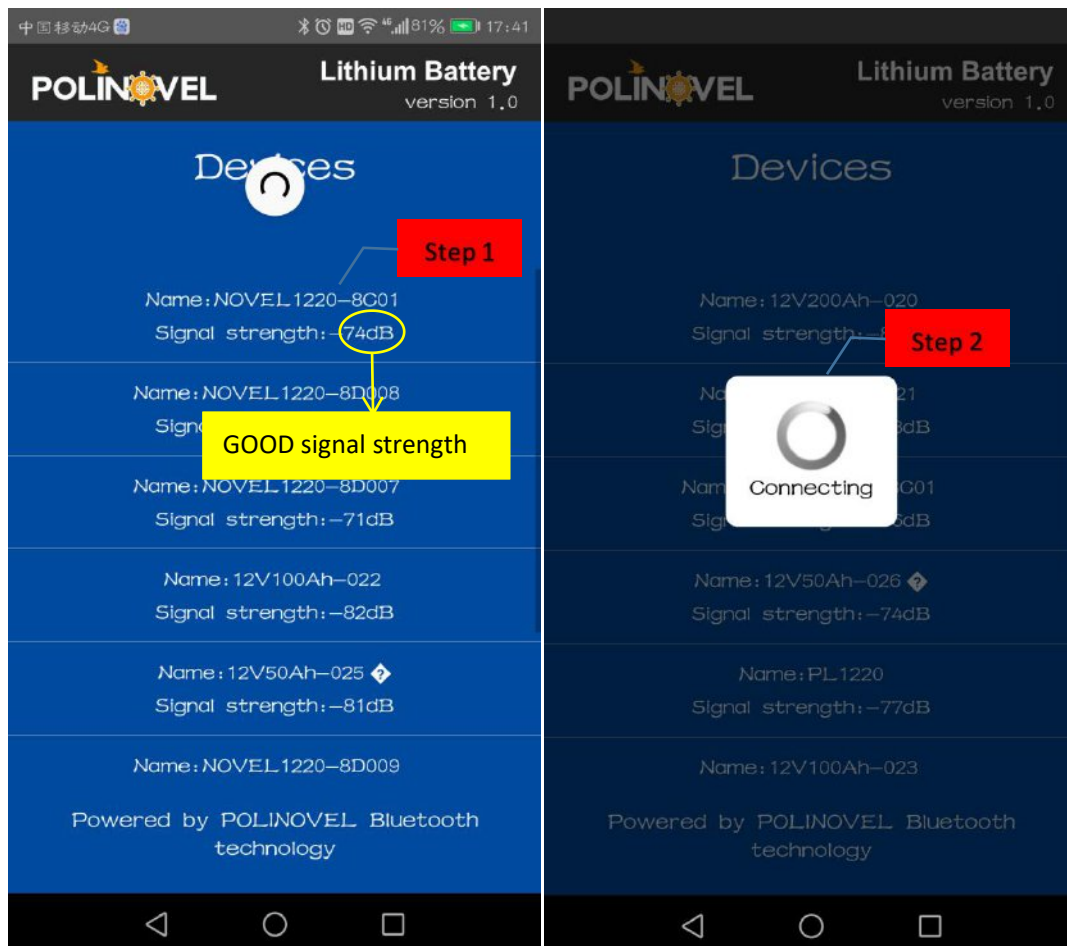 中国移动4G
HD 4G 81% 17:41
POLINOVEL
Lithium Battery
version 1.0
Devices
Step 1
Name:NOVEL1220-8C01
Signal strength:-74dB
Name:NOVEL1220-8D008
GOOD signal strength
Name:NOVEL1220-8D007
Signal strength:-71dB
Name:12V100Ah-022
Signal strength:-82dB
Name:12V50Ah-025
Signal strength:-81dB
Name:NOVEL1220-8D009
Powered by POLINOVEL Bluetooth
technology
POLINOVEL
Lithium Battery
version 1.0
Devices
Name:12V200Ah-020
Signal strength:
Step 2
Connecting
Name:12V50Ah-026
Signal strength:-74dB
Name:PL1220
Signal strength:-77dB
Name:12V100Ah-023
Powered by POLINOVEL Bluetooth
technology